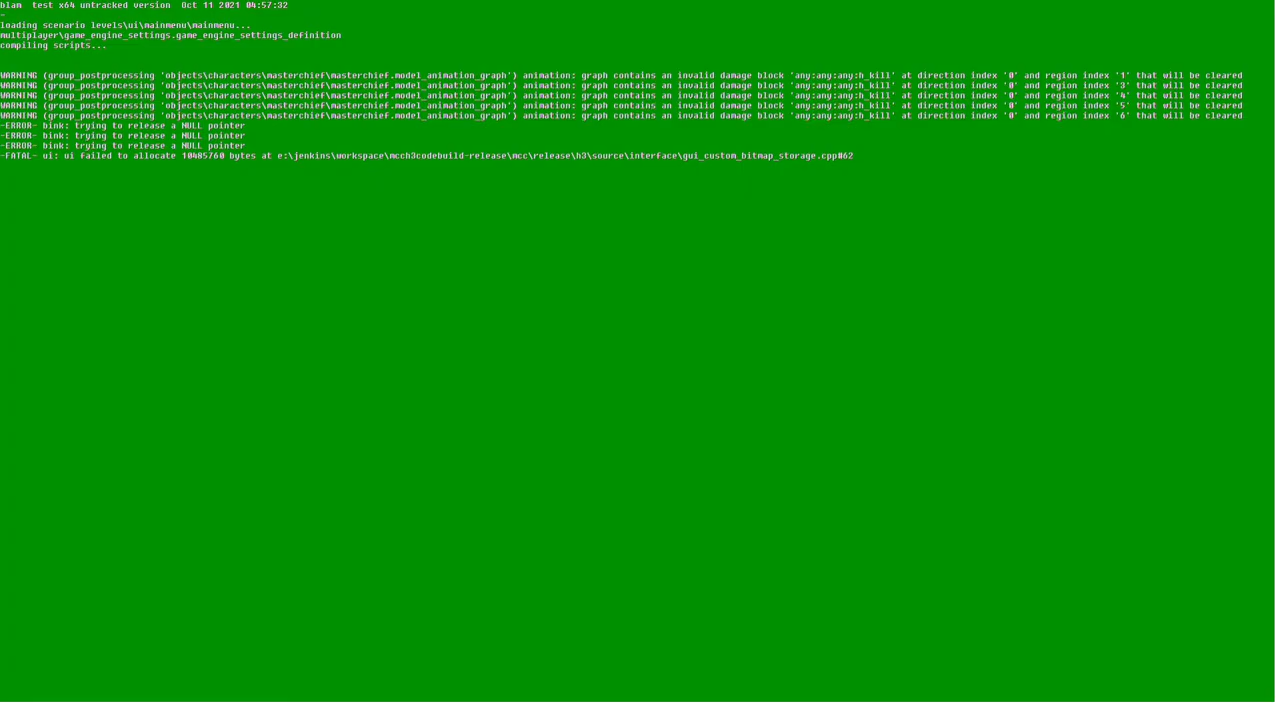 blam  test x64 untracked version  Oct 11 2021 04:57:32
-
loading scenario levels\ui\mainmenu\mainmenu...
multiplayer\game_engine_settings.game_engine_settings_definition
compiling scripts...
WARNING (group_postprocessing 'objects\characters\masterchief\masterchief.model_animation_graph') animation: graph contains an invalid damage block 'any:any:any:h_kill' at direction index '0' and region index '1' that will be cleared
WARNING (group_postprocessing 'objects\characters\masterchief\masterchief.model_animation_graph') animation: graph contains an invalid damage block 'any:any:any:h_kill' at direction index '0' and region index '3' that will be cleared
WARNING (group_postprocessing 'objects\characters\masterchief\masterchief.model_animation_graph') animation: graph contains an invalid damage block 'any:any:any:h_kill' at direction index '0' and region index '4' that will be cleared
WARNING (group_postprocessing 'objects\characters\masterchief\masterchief.model_animation_graph') animation: graph contains an invalid damage block 'any:any:any:h_kill' at direction index '0' and region index '5' that will be cleared
WARNING (group_postprocessing 'objects\characters\masterchief\masterchief.model_animation_graph') animation: graph contains an invalid damage block 'any:any:any:h_kill' at direction index '0' and region index '6' that will be cleared
-ERROR- bink: trying to release a NULL pointer
-ERROR- bink: trying to release a NULL pointer
-ERROR- bink: trying to release a NULL pointer
-FATAL- ui: ui failed to allocate 10485760 bytes at e:\jenkins\workspace\mcch3codebuild-release\mcc\release\h3\source\interface\gui_custom_bitmap_storage.cpp#62